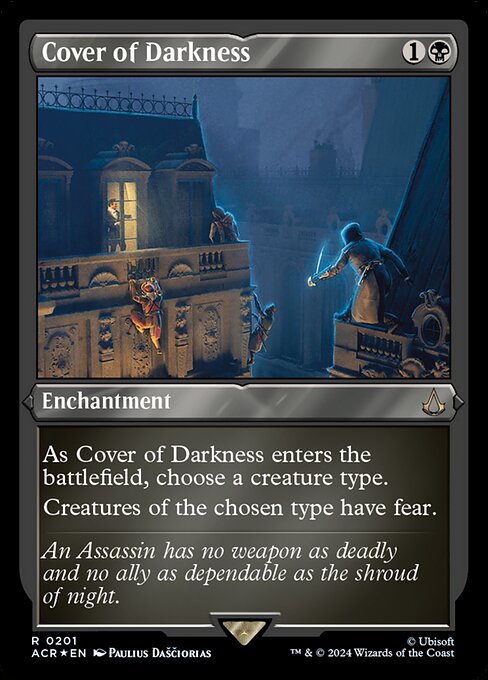 Cover of Darkness 1
Enchantment
As Cover of Darkness enters the
battlefield, choose a creature type.
Creatures of the chosen type have fear.
An Assassin has no weapon as deadly
and no ally as dependable as the shroud
of night.
R 0201
ACR★EN Paulius Daščioras
© Ubisoft
™ & © 2024 Wizards of the Coast